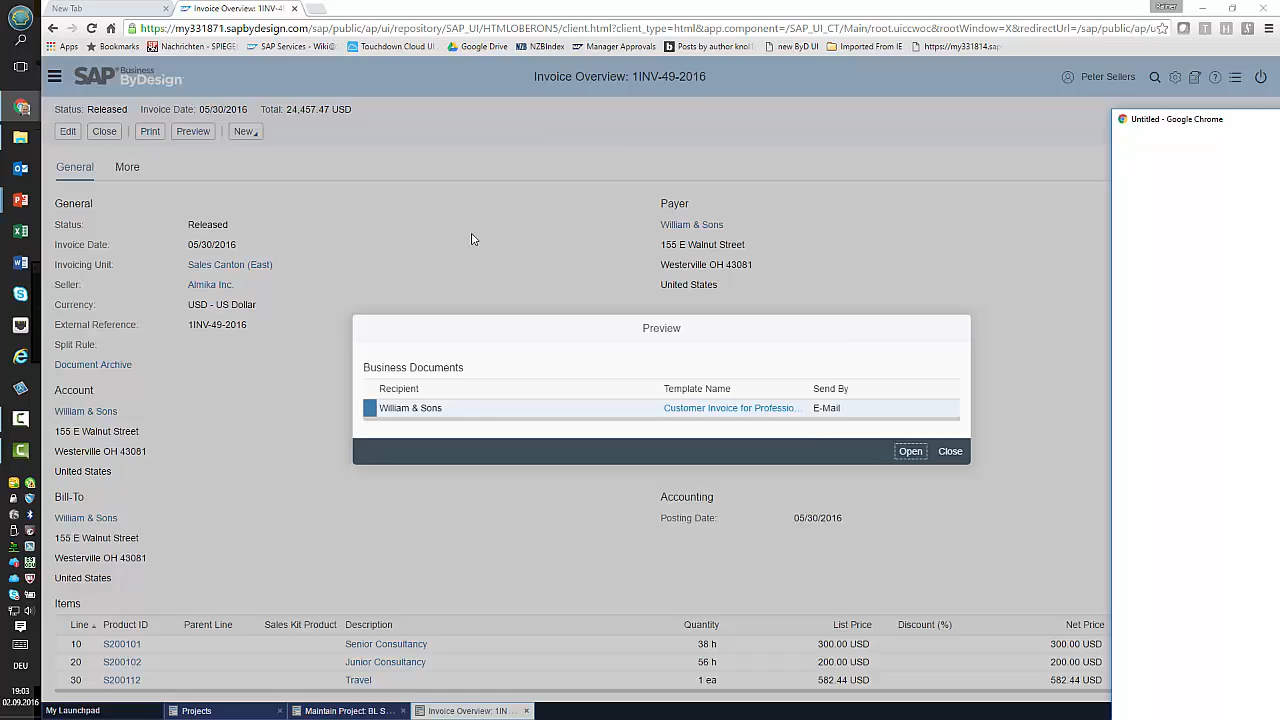 New Tab
Invoice Overview: 1INV-4
Rainer
https://my331871.sapbydesign.com/sap/public/ap/ui/repository/SAP_UI/HTMLOBERON5/client.html?client_type=html&app.component=/SAP_UI_CT/Main/root.uiccwoc&rootWindow=X&redirectUrl=/sap/public/ap/u
Apps Bookmarks Nachrichten - SPIEGE SAP Services - Wiki@ Touchdown Cloud UI Google Drive NZBIndex Manager Approvals Posts by author knol new ByD UI Imported From IE https://my331814.sap
SAP Business ByDesign
Invoice Overview: 1INV-49-2016
Peter Sellers
Status: Released Invoice Date: 05/30/2016 Total: 24,457.47 USD
Edit Close Print Preview New
Untitled - Google Chrome
General More
General
Payer
Status: Released
William & Sons
Invoice Date: 05/30/2016
155 E Walnut Street
Invoicing Unit: Sales Canton (East)
Westerville OH 43081
Seller: Almika Inc.
United States
Currency: USD - US Dollar
External Reference: 1INV-49-2016
Split Rule:
Document Archive
Preview
Business Documents
Recipient Template Name Send By
William & Sons Customer Invoice for Professio... E-Mail
Open Close
Account
William & Sons
155 E Walnut Street
Westerville OH 43081
United States
Bill-To
Accounting
William & Sons
Posting Date: 05/30/2016
155 E Walnut Street
Westerville OH 43081
United States
Items
Line Product ID Parent Line Sales Kit Product Description Quantity List Price Discount (%) Net Price
10 S200101 Senior Consultancy 38 h 300.00 USD 300.00 USD
20 S200102 Junior Consultancy 56 h 200.00 USD 200.00 USD
30 S200112 Travel 1 ea 582.44 USD 582.44 USD
DEU
19:03
02.09.2016
My Launchpad Projects Maintain Project: BL S... Invoice Overview: 1IN...